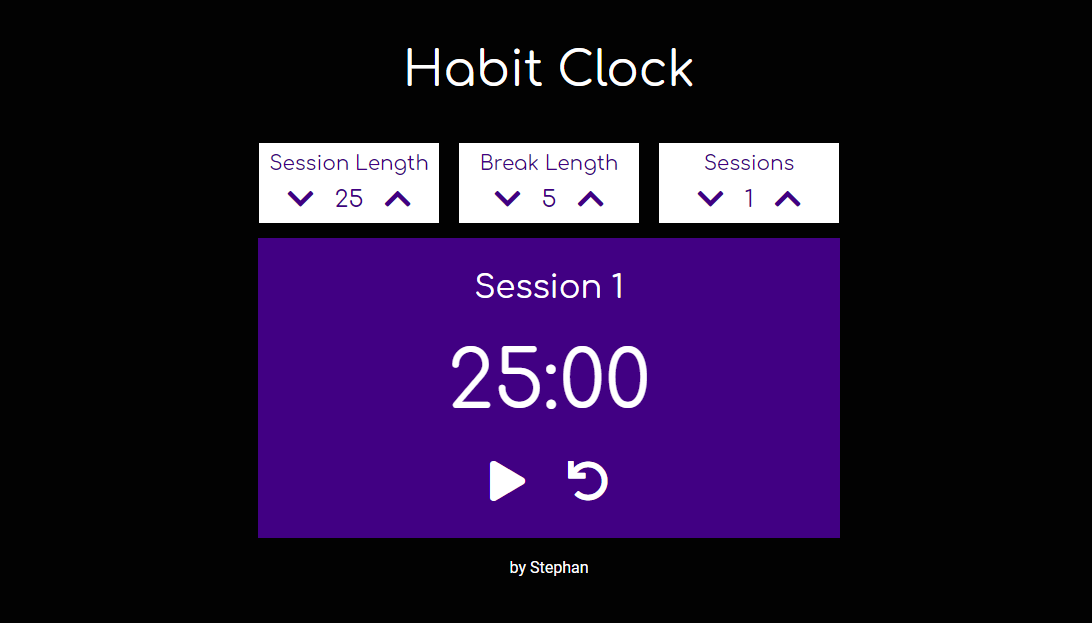 Habit Clock
Session Length
25
Break Length
5
Sessions
1
Session 1
25:00
by Stephan